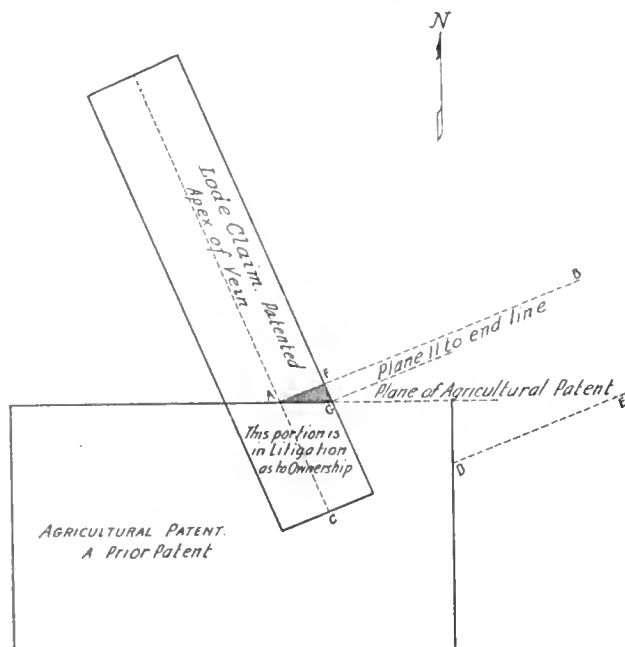 N
Lode Claim. Patented
Apex of Vein
B
Plane 11 to end line
F
A
G
Plane of Agricultural Patent
E
This portion is
in Litigation
as to Ownership
D
C
AGRICULTURAL PATENT.
A Prior Patent